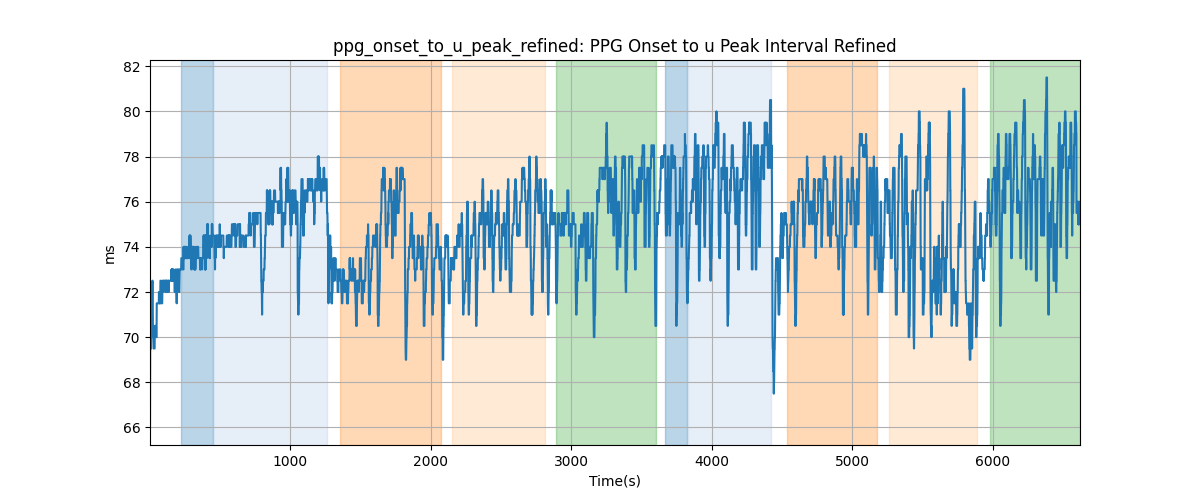 ppg_onset_to_u_peak_refined: PPG Onset to u Peak Interval Refined
82
80
78
76
74
72
70
68
66
ms
1000 2000 3000 4000 5000 6000
Time(s)